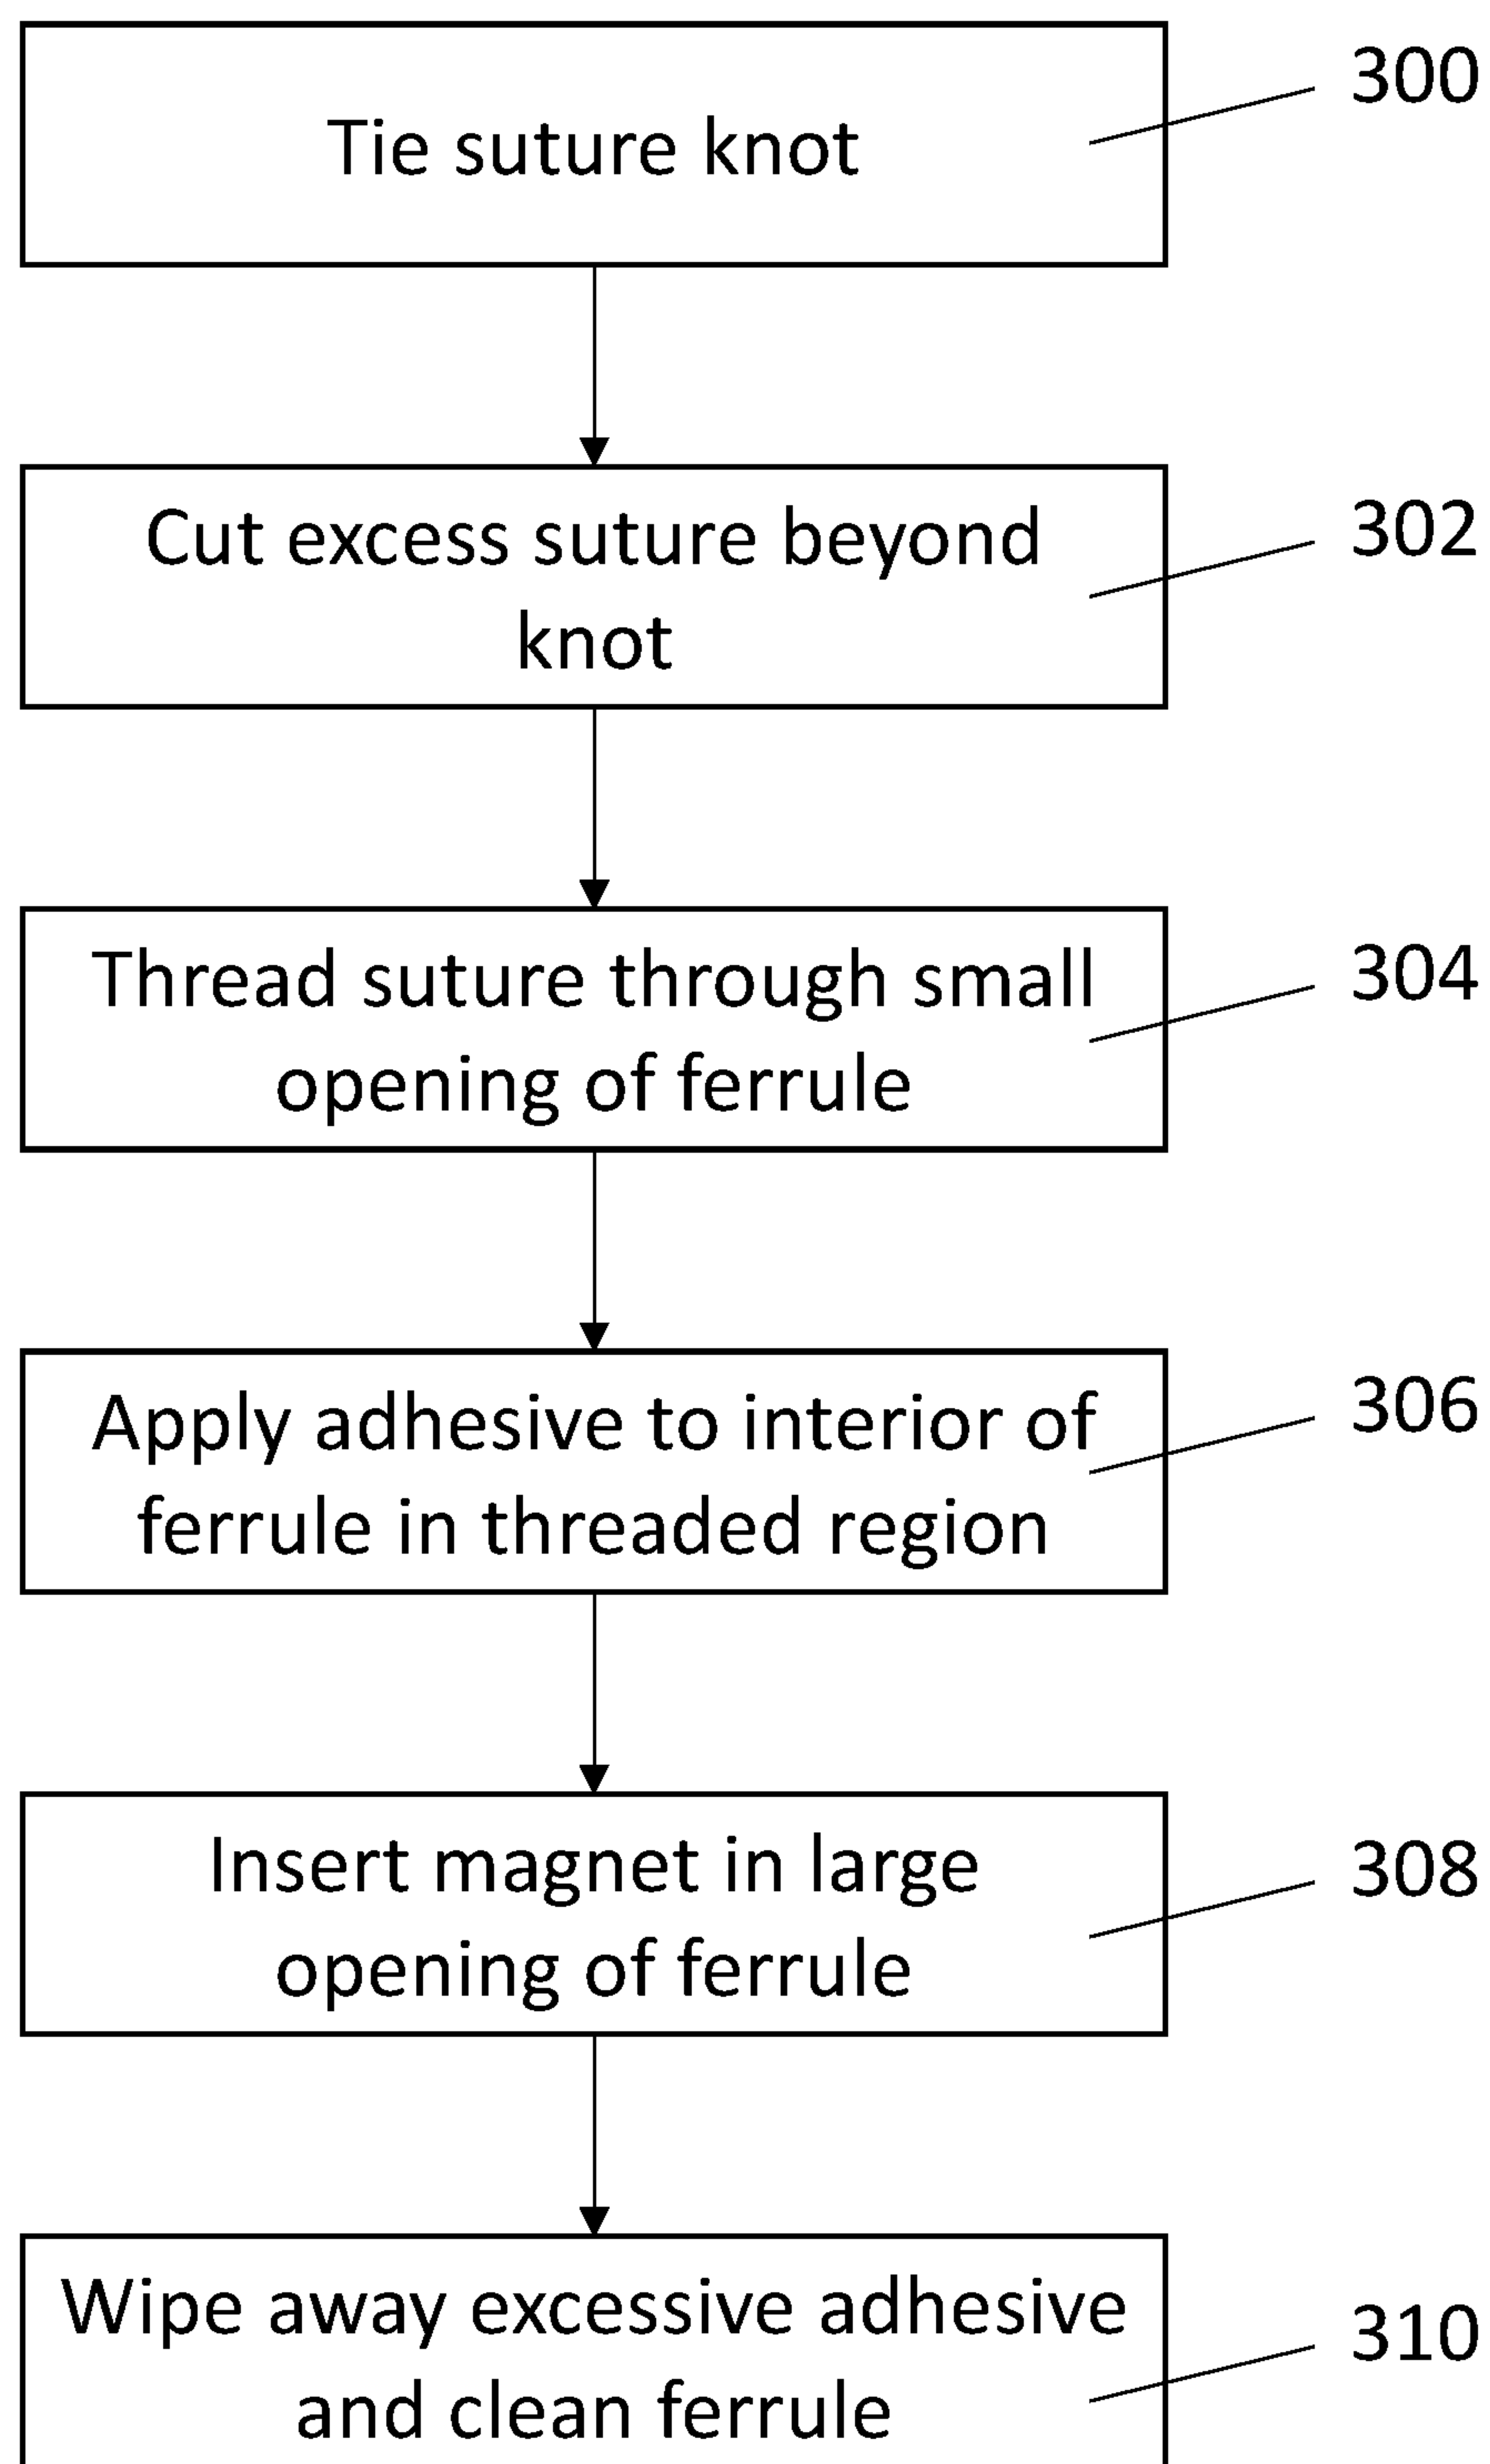 Tie suture knot
300
Cut excess suture beyond
knot
302
Thread suture through small
opening of ferrule
304
Apply adhesive to interior of
ferrule in threaded region
306
Insert magnet in large
opening of ferrule
308
Wipe away excessive adhesive
and clean ferrule
310